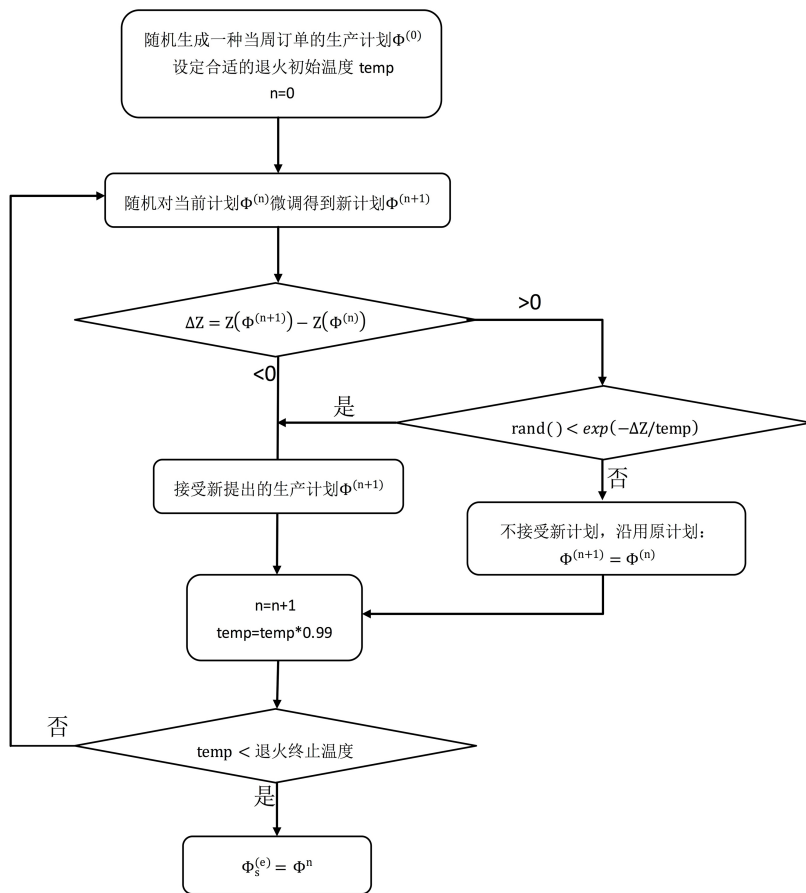 随机生成一种当周订单的生产计划Φ⁽⁰⁾
设定合适的退火初始温度 temp
n=0
随机对当前计划Φ⁽ⁿ⁾微调得到新计划Φ⁽ⁿ⁺¹⁾
ΔZ = Z(Φ⁽ⁿ⁺¹⁾) − Z(Φ⁽ⁿ⁾)
>0
<0
是
rand( ) < exp(−ΔZ/temp)
否
接受新提出的生产计划Φ⁽ⁿ⁺¹⁾
不接受新计划，沿用原计划：
Φ⁽ⁿ⁺¹⁾ = Φ⁽ⁿ⁾
n=n+1
temp=temp*0.99
否
temp < 退火终止温度
是
Φₛ⁽ᵉ⁾ = Φⁿ